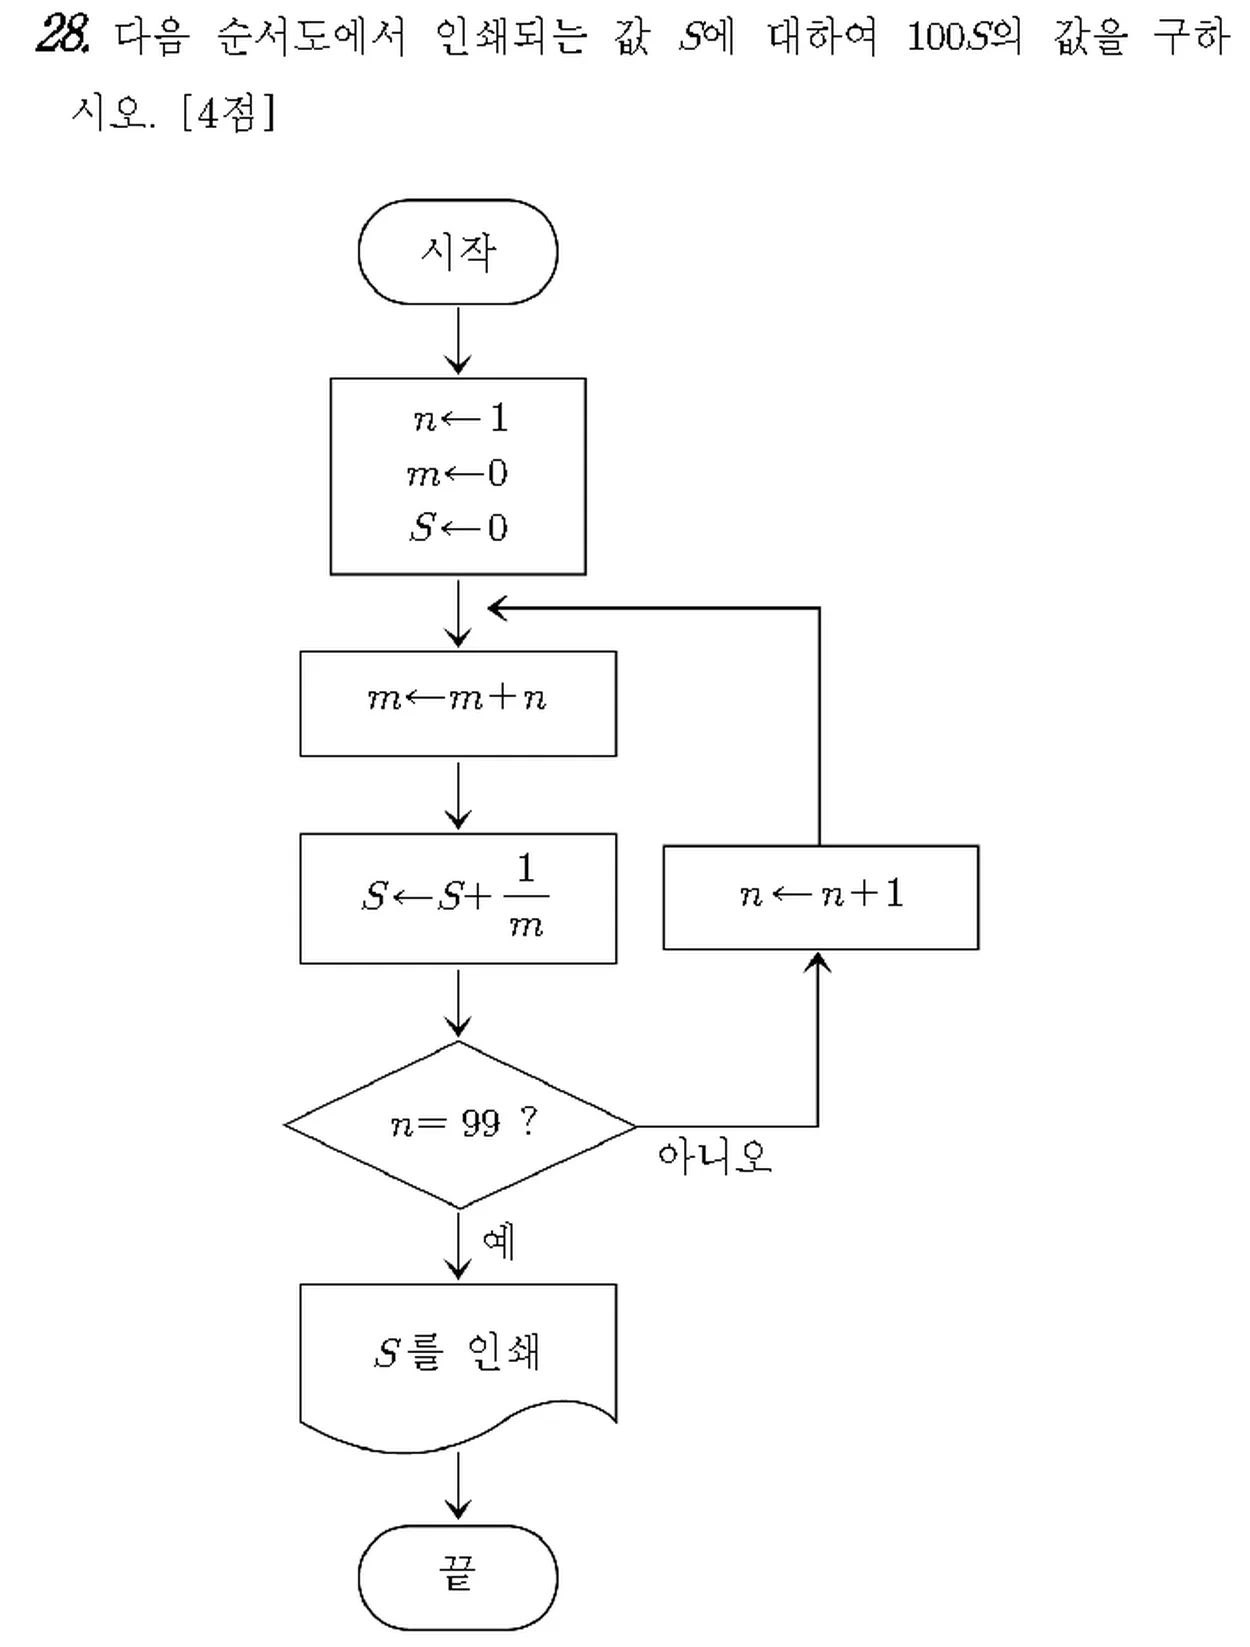 28. 다음 순서도에서 인쇄되는 값 S에 대하여 100S의 값을 구하
시오. [4점]
시작
n←1
m←0
S←0
m←m+n
S←S+ 1/m
n←n+1
n= 99 ?
아니오
예
S를 인쇄
끝